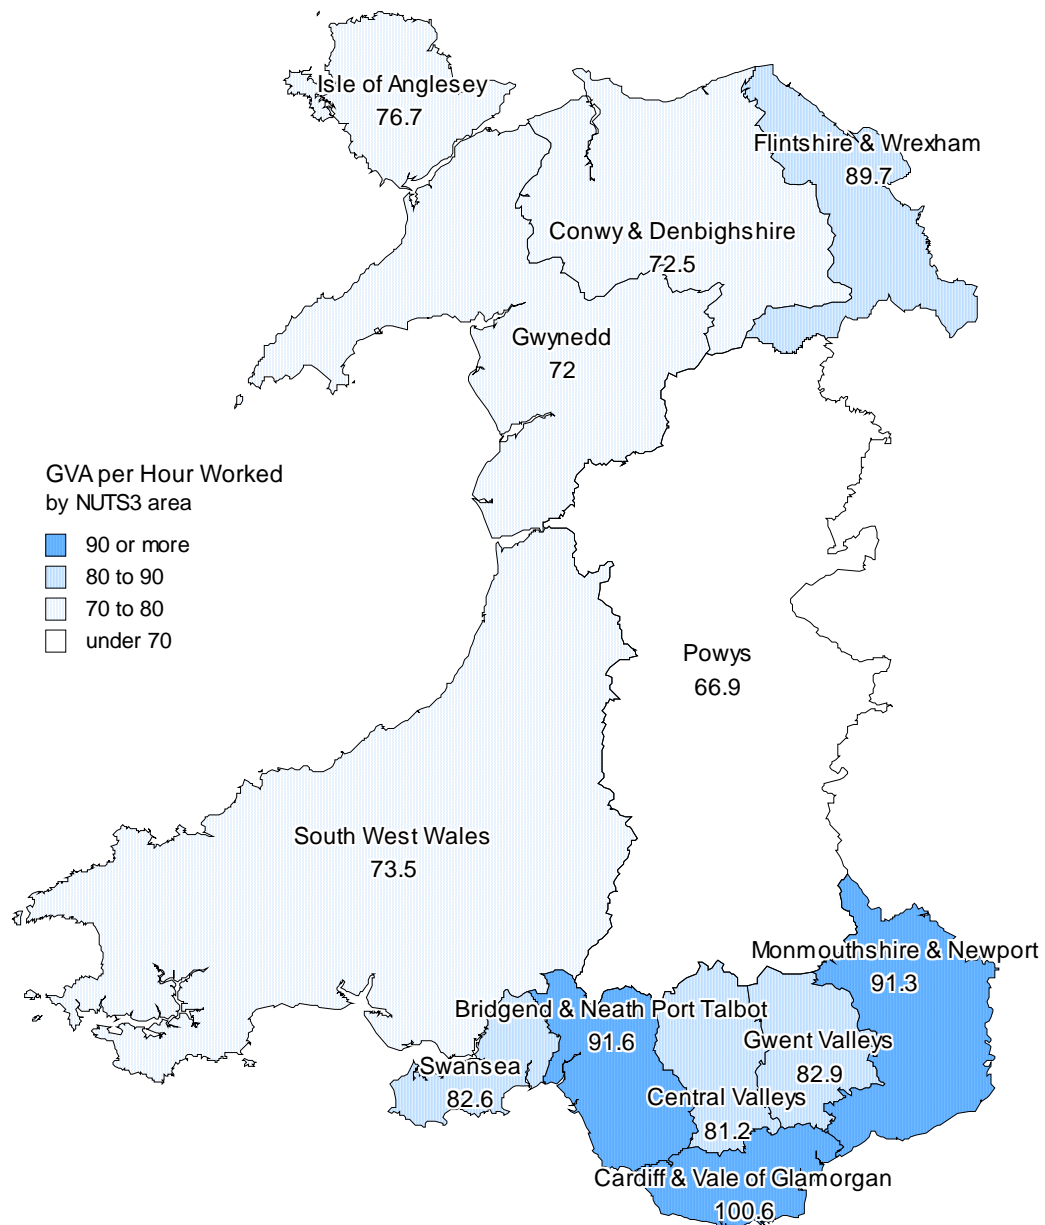 Isle of Anglesey
76.7
Flintshire & Wrexham
89.7
Conwy & Denbighshire
72.5
Gwynedd
72
GVA per Hour Worked
by NUTS3 area
90 or more
80 to 90
70 to 80
under 70
Powys
66.9
South West Wales
73.5
Monmouthshire & Newport
91.3
Bridgend & Neath Port Talbot
91.6
Gwent Valleys
82.9
Swansea
82.6
Central Valleys
81.2
Cardiff & Vale of Glamorgan
100.6